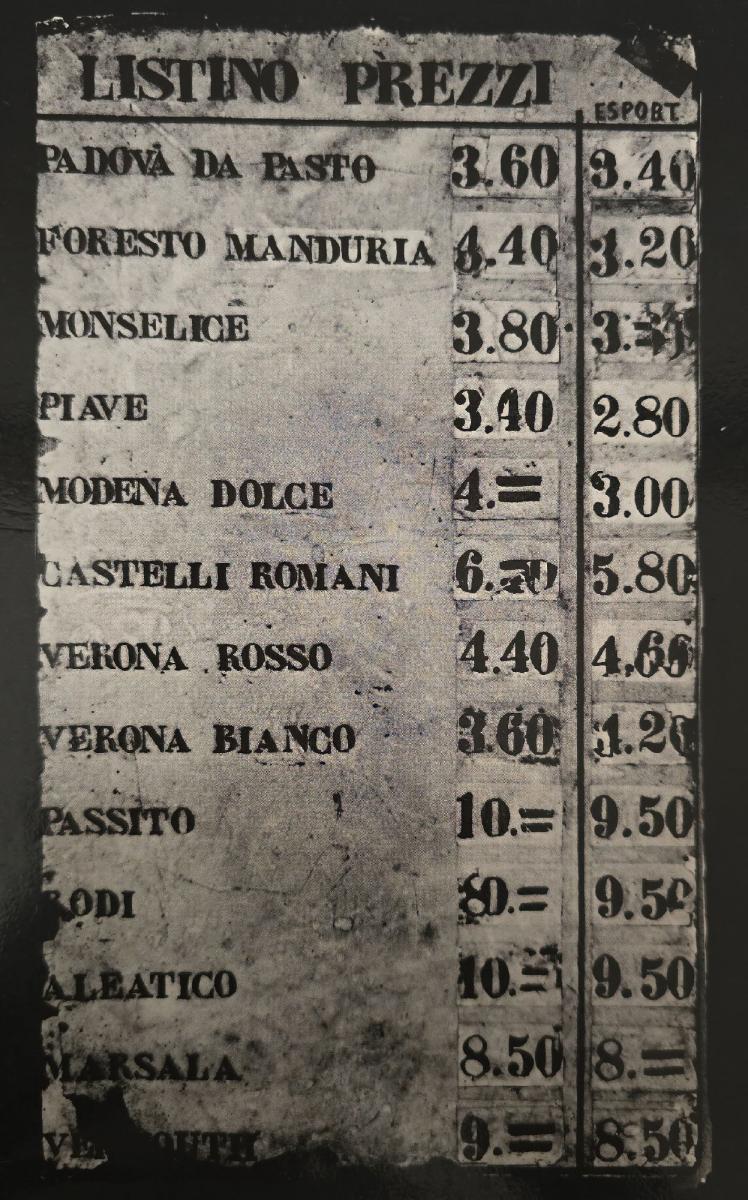 LISTINO PREZZI ESPORT
PADOVA DA PASTO 3.60 3.40
FORESTO MANDURIA 4.40 3.20
MONSELICE 3.80
PIAVE 3.40 2.80
MODENA DOLCE 4.= 3.00
CASTELLI ROMANI 5.80
VERONA ROSSO 4.40
VERONA BIANCO 3.60
PASSITO 10.= 9.50
RODI 9.50
ALEATICO 10.= 9.50
MARSALA 8.50 8.=
9.= 8.50